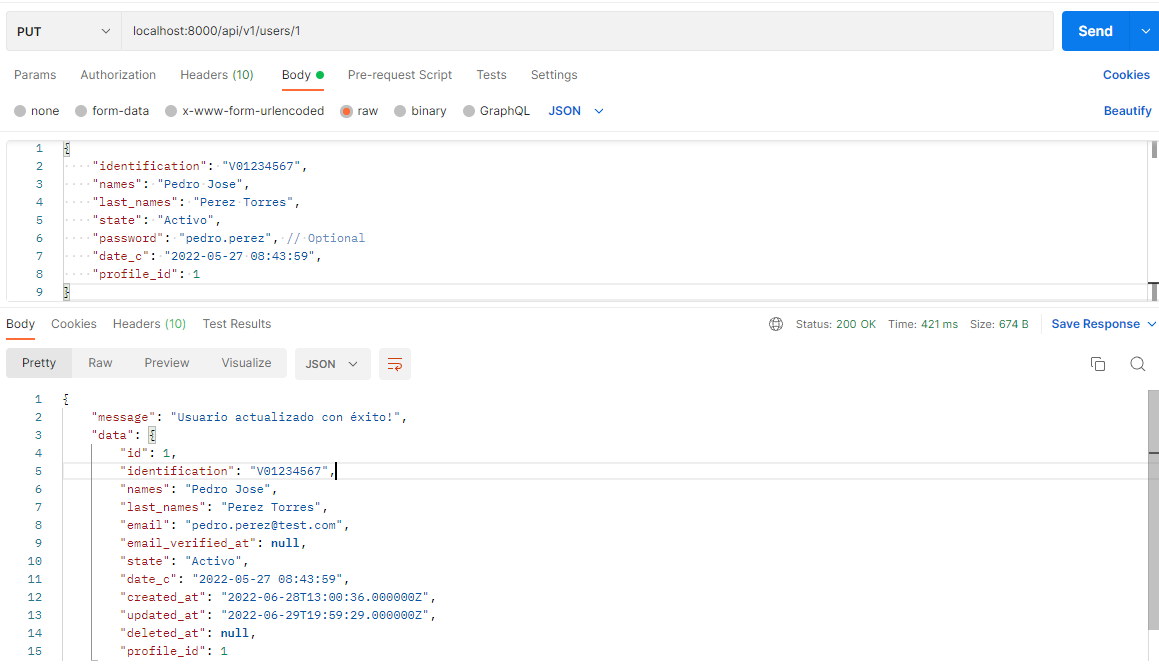 PUT localhost:8000/api/v1/users/1 Send
Params Authorization Headers (10) Body Pre-request Script Tests Settings Cookies
none form-data x-www-form-urlencoded raw binary GraphQL JSON Beautify
1 {
2 "identification": "V01234567",
3 "names": "Pedro Jose",
4 "last_names": "Perez Torres",
5 "state": "Activo",
6 "password": "pedro.perez", // Optional
7 "date_c": "2022-05-27 08:43:59",
8 "profile_id": 1
9 }
Body Cookies Headers (10) Test Results Status: 200 OK Time: 421 ms Size: 674 B Save Response
Pretty Raw Preview Visualize JSON
1 {
2 "message": "Usuario actualizado con éxito!",
3 "data": {
4 "id": 1,
5 "identification": "V01234567",
6 "names": "Pedro Jose",
7 "last_names": "Perez Torres",
8 "email": "pedro.perez@test.com",
9 "email_verified_at": null,
10 "state": "Activo",
11 "date_c": "2022-05-27 08:43:59",
12 "created_at": "2022-06-28T13:00:36.000000Z",
13 "updated_at": "2022-06-29T19:59:29.000000Z",
14 "deleted_at": null,
15 "profile_id": 1